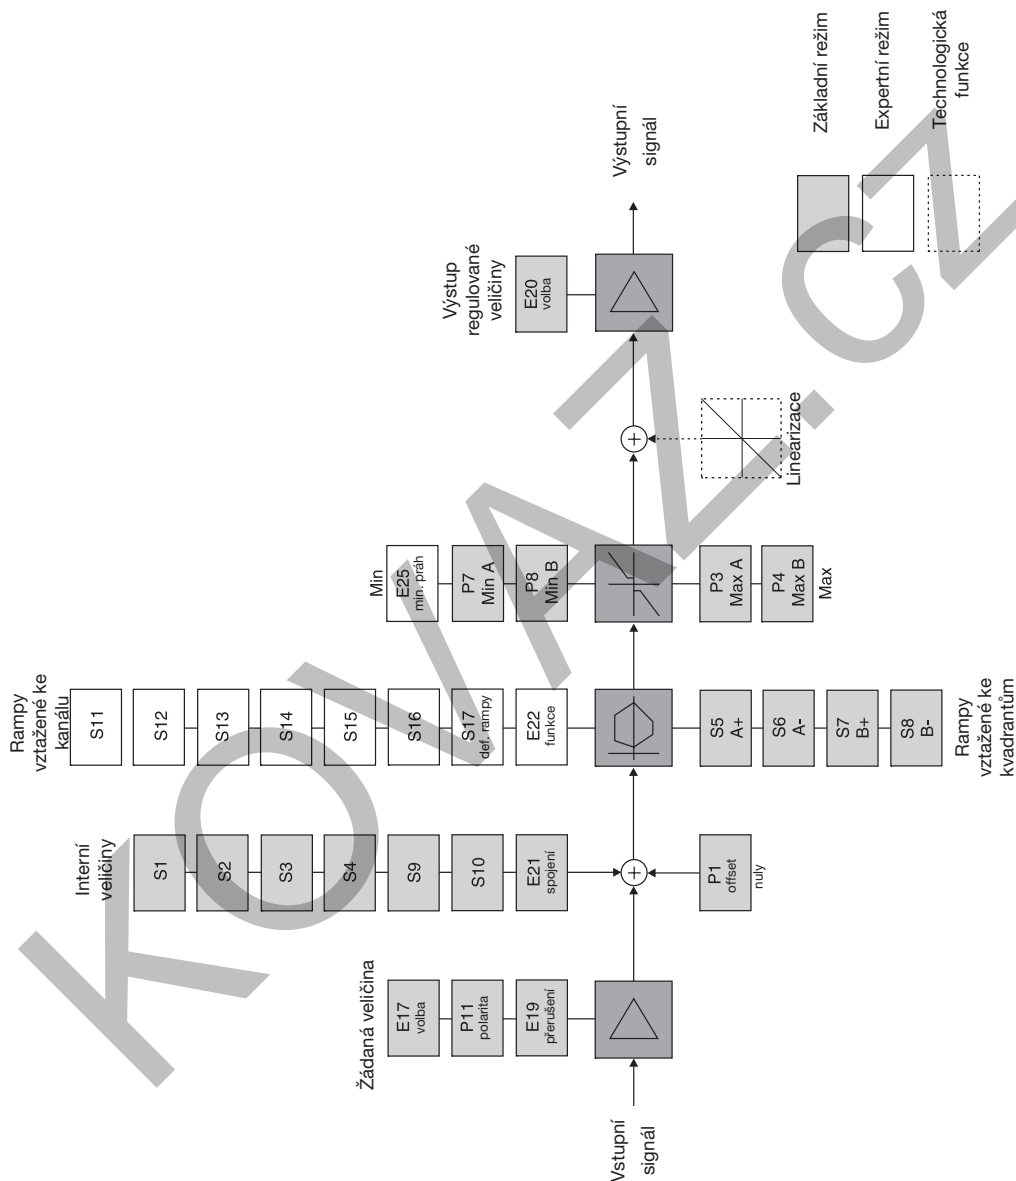 Vstupní
signál
Žádaná veličina
E17
volba
P11
polarita
E19
přerušení
Interní
veličiny
S1
S2
S3
S4
S9
S10
E21
spojení
P1
offset
nuly
Rampy
vztažené ke
kanálu
S11
S12
S13
S14
S15
S16
S17
def. rampy
E22
funkce
S5
A+
S6
A-
S7
B+
S8
B-
Rampy
vztažené ke
kvadrantům
Min
E25
min. práh
P7
Min A
P8
Min B
P3
Max A
P4
Max B
Max
Linearizace
Výstup
regulované
veličiny
E20
volba
Výstupní
signál
Základní režim
Expertní režim
Technologická
funkce
KOVAZ.cz